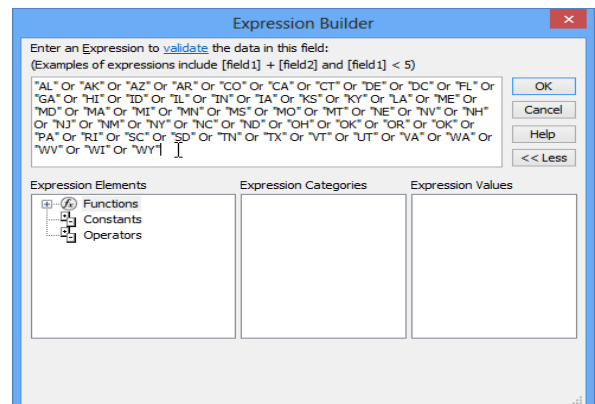 Expression Builder
Enter an Expression to validate the data in this field:
(Examples of expressions include [field1] + [field2] and [field1] < 5)
"AL" Or "AK" Or "AZ" Or "AR" Or "CO" Or "CA" Or "CT" Or "DE" Or "DC" Or "FL" Or
"GA" Or "HI" Or "ID" Or "IL" Or "IN" Or "IA" Or "KS" Or "KY" Or "LA" Or "ME" Or
"MD" Or "MA" Or "MI" Or "MN" Or "MS" Or "MO" Or "MT" Or "NE" Or "NV" Or "NH"
Or "NJ" Or "NM" Or "NY" Or "NC" Or "ND" Or "OH" Or "OK" Or "OR" Or "OK" Or
"PA" Or "RI" Or "SC" Or "SD" Or "TN" Or "TX" Or "VT" Or "UT" Or "VA" Or "WA" Or
"WV" Or "WI" Or "WY"
OK
Cancel
Help
<< Less
Expression Elements
Expression Categories
Expression Values
Functions
Constants
Operators